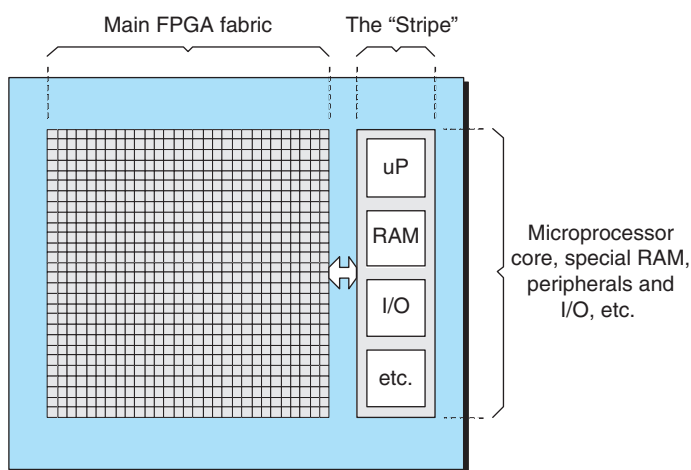 Main FPGA fabric
The “Stripe”
uP
RAM
I/O
etc.
Microprocessor
core, special RAM,
peripherals and
I/O, etc.